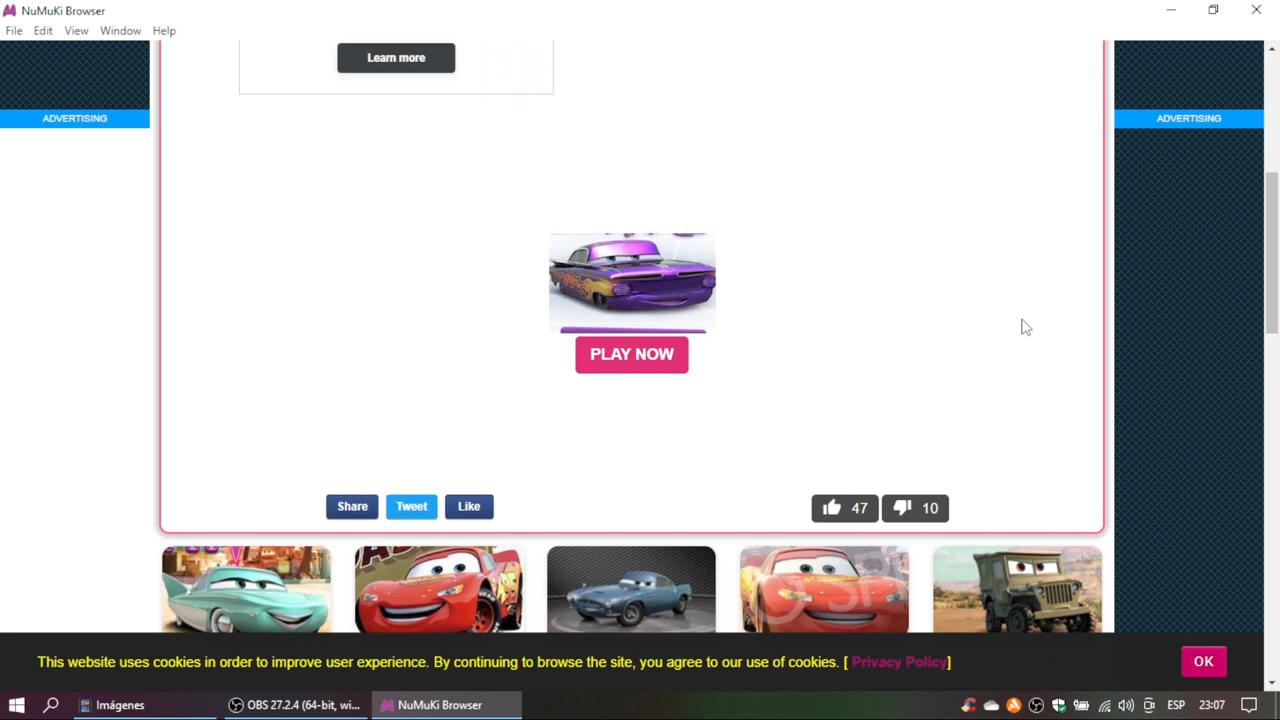 NuMuKi Browser
File Edit View Window Help
Learn more
ADVERTISING
ADVERTISING
PLAY NOW
Share Tweet Like
47 10
This website uses cookies in order to improve user experience. By continuing to browse the site, you agree to our use of cookies. [ Privacy Policy]
OK
Imágenes
OBS 27.2.4 (64-bit, wi...
NuMuKi Browser
ESP 23:07